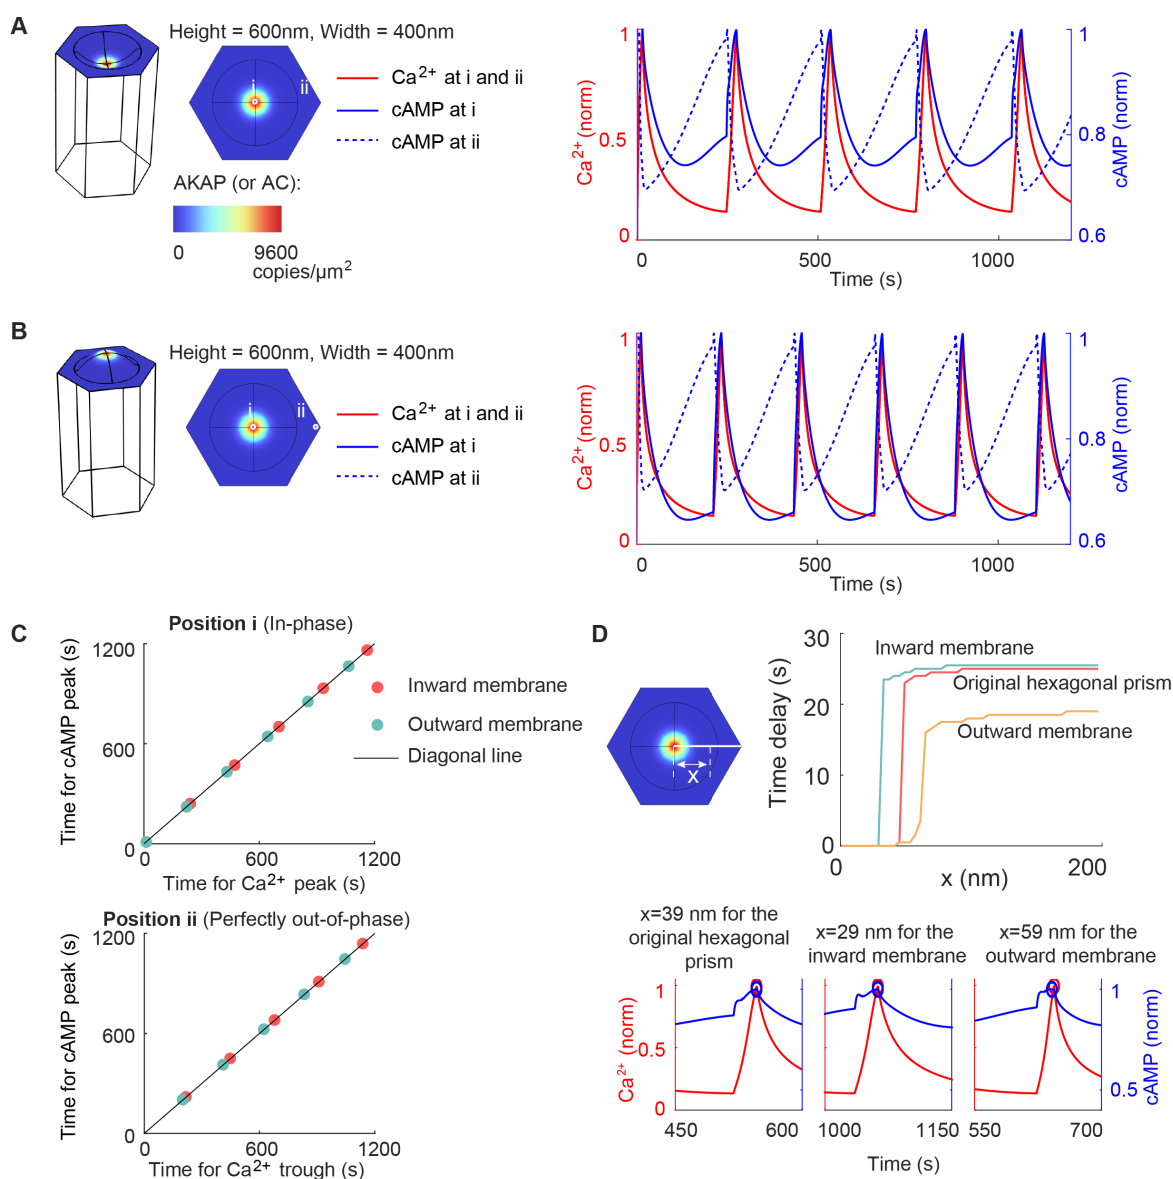 A
Height = 600nm, Width = 400nm
i
ii
Ca2+ at i and ii
cAMP at i
cAMP at ii
AKAP (or AC):
0
9600
copies/µm2
1
0.5
0
Ca2+ (norm)
1
0.8
0.6
cAMP (norm)
0
500
1000
Time (s)
B
Height = 600nm, Width = 400nm
i
ii
Ca2+ at i and ii
cAMP at i
cAMP at ii
1
0.5
0
Ca2+ (norm)
1
0.8
0.6
cAMP (norm)
0
500
1000
Time (s)
C
Position i (In-phase)
Time for cAMP peak (s)
1200
600
0
0
600
1200
Time for Ca2+ peak (s)
Inward membrane
Outward membrane
Diagonal line
Position ii (Perfectly out-of-phase)
Time for cAMP peak (s)
1200
600
0
0
600
1200
Time for Ca2+ trough (s)
D
x
Time delay (s)
30
20
10
0
0
200
x (nm)
Inward membrane
Original hexagonal prism
Outward membrane
x=39 nm for the
original hexagonal
prism
x=29 nm for the
inward membrane
x=59 nm for the
outward membrane
Ca2+ (norm)
1
0.5
0
450
600
1000
1150
550
700
1
0.5
cAMP (norm)
Time (s)